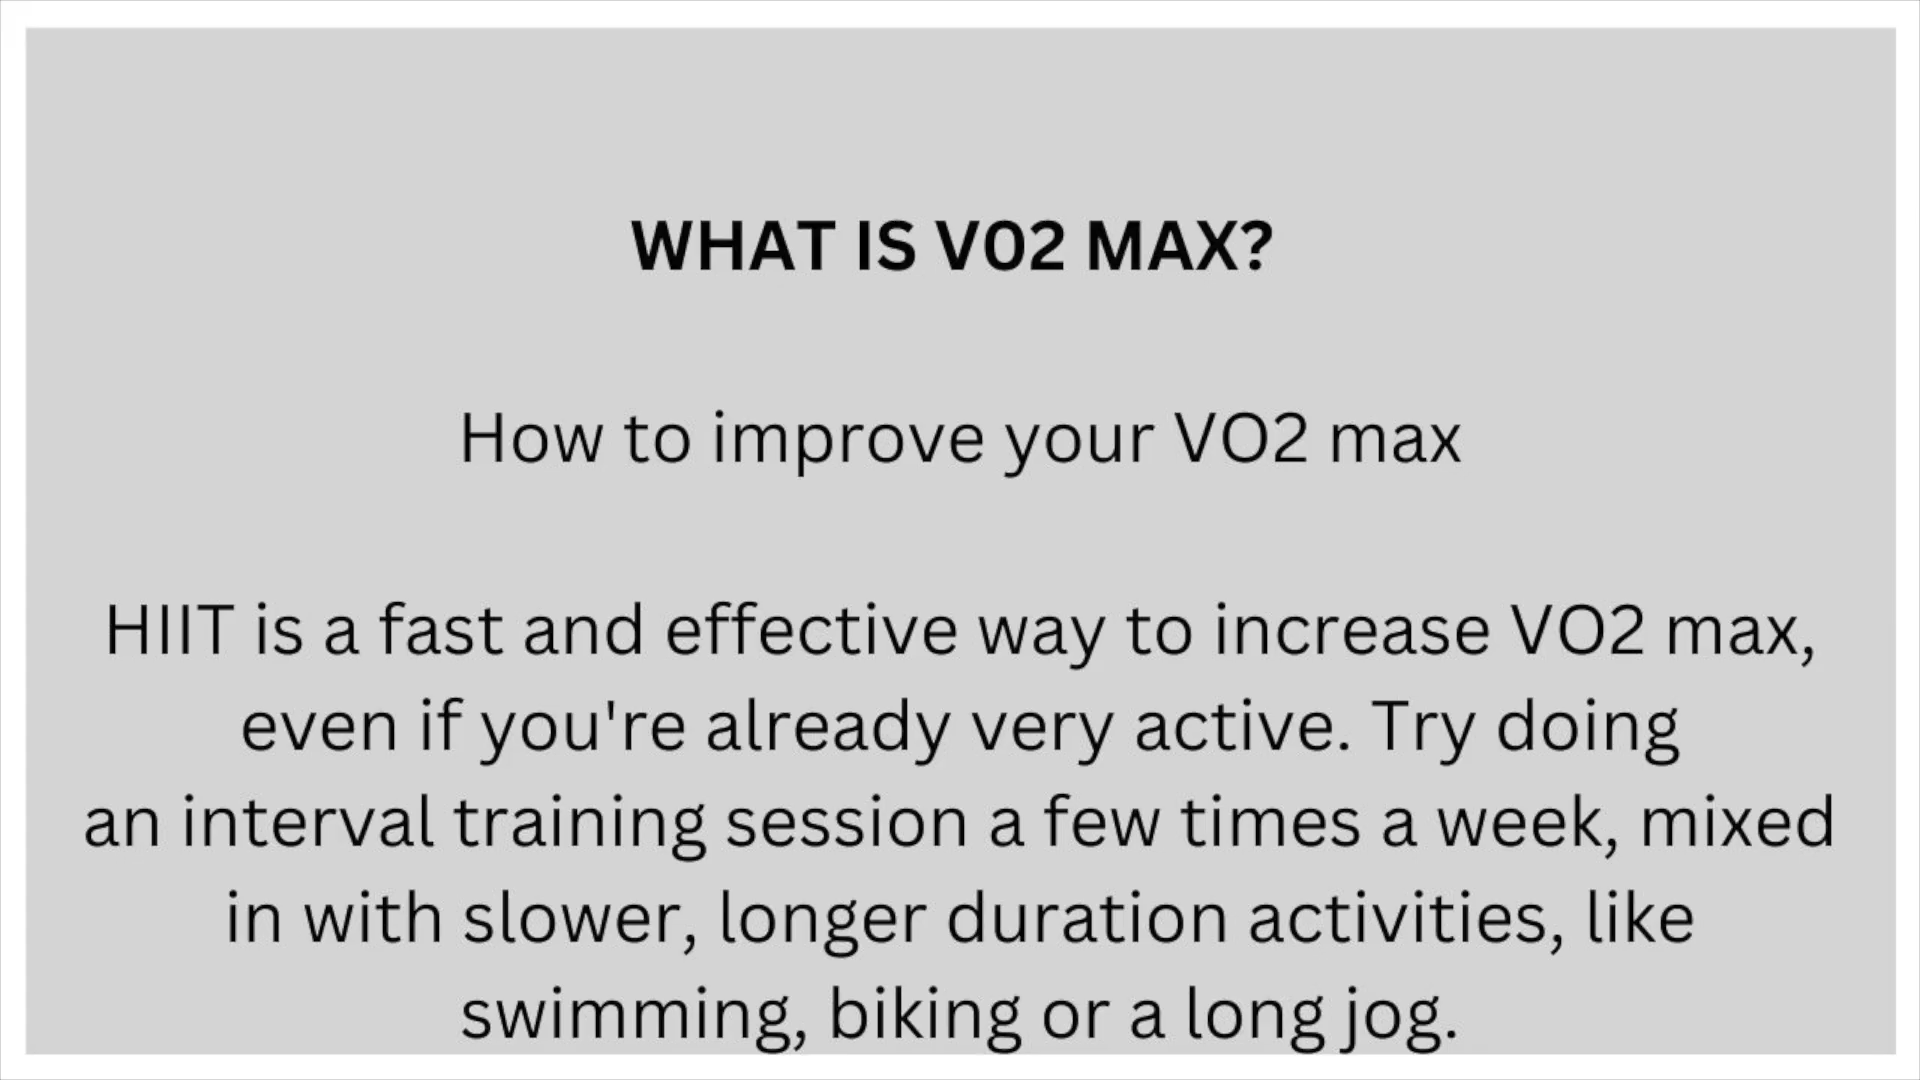 WHAT IS V02 MAX?
How to improve your VO2 max
HIIT is a fast and effective way to increase VO2 max,
even if you're already very active. Try doing
an interval training session a few times a week, mixed
in with slower, longer duration activities, like
swimming, biking or a long jog.